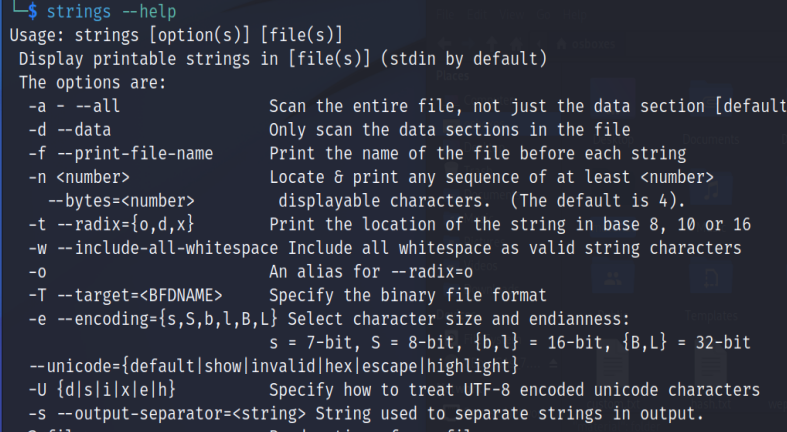 └─$ strings --help
Usage: strings [option(s)] [file(s)]
 Display printable strings in [file(s)] (stdin by default)
 The options are:
  -a - --all                Scan the entire file, not just the data section [default
  -d --data                 Only scan the data sections in the file
  -f --print-file-name      Print the name of the file before each string
  -n <number>               Locate & print any sequence of at least <number>
    --bytes=<number>         displayable characters.  (The default is 4).
  -t --radix={o,d,x}        Print the location of the string in base 8, 10 or 16
  -w --include-all-whitespace Include all whitespace as valid string characters
  -o                        An alias for --radix=o
  -T --target=<BFDNAME>     Specify the binary file format
  -e --encoding={s,S,b,l,B,L} Select character size and endianness:
                            s = 7-bit, S = 8-bit, {b,l} = 16-bit, {B,L} = 32-bit
  --unicode={default|show|invalid|hex|escape|highlight}
  -U {d|s|i|x|e|h}          Specify how to treat UTF-8 encoded unicode characters
  -s --output-separator=<string> String used to separate strings in output.